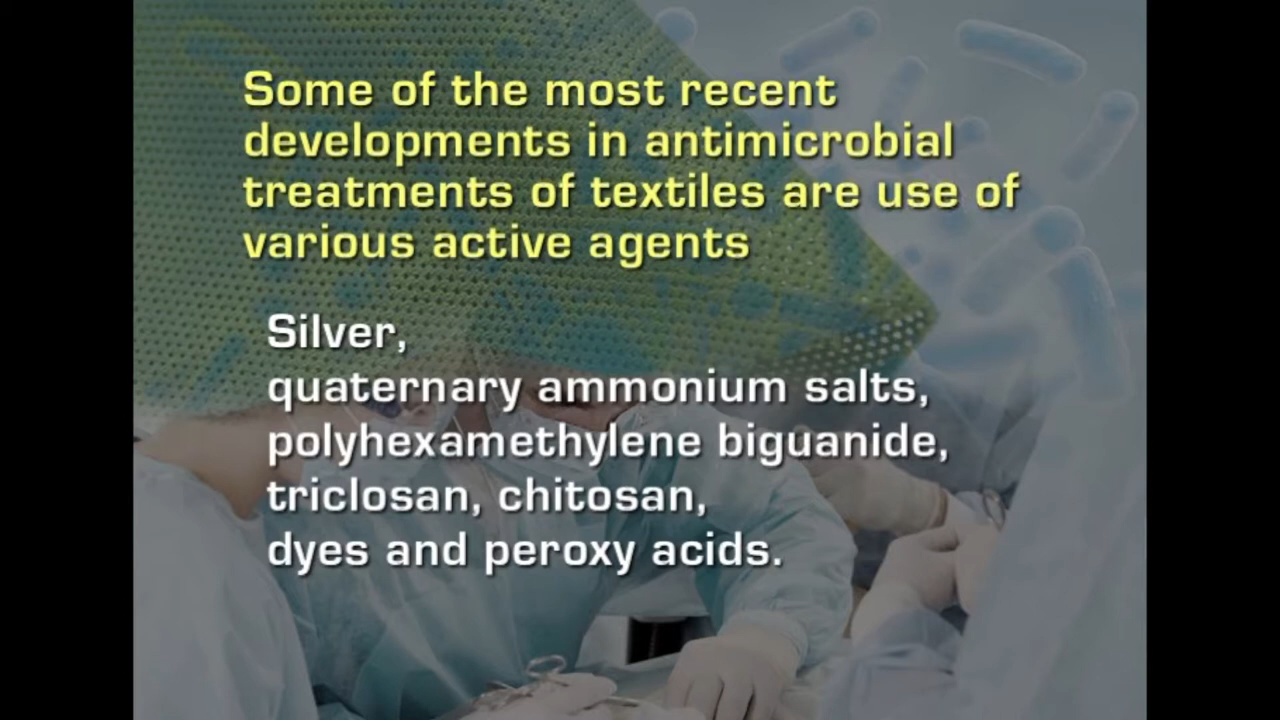 Some of the most recent
developments in antimicrobial
treatments of textiles are use of
various active agents
Silver,
quaternary ammonium salts,
polyhexamethylene biguanide,
triclosan, chitosan,
dyes and peroxy acids.